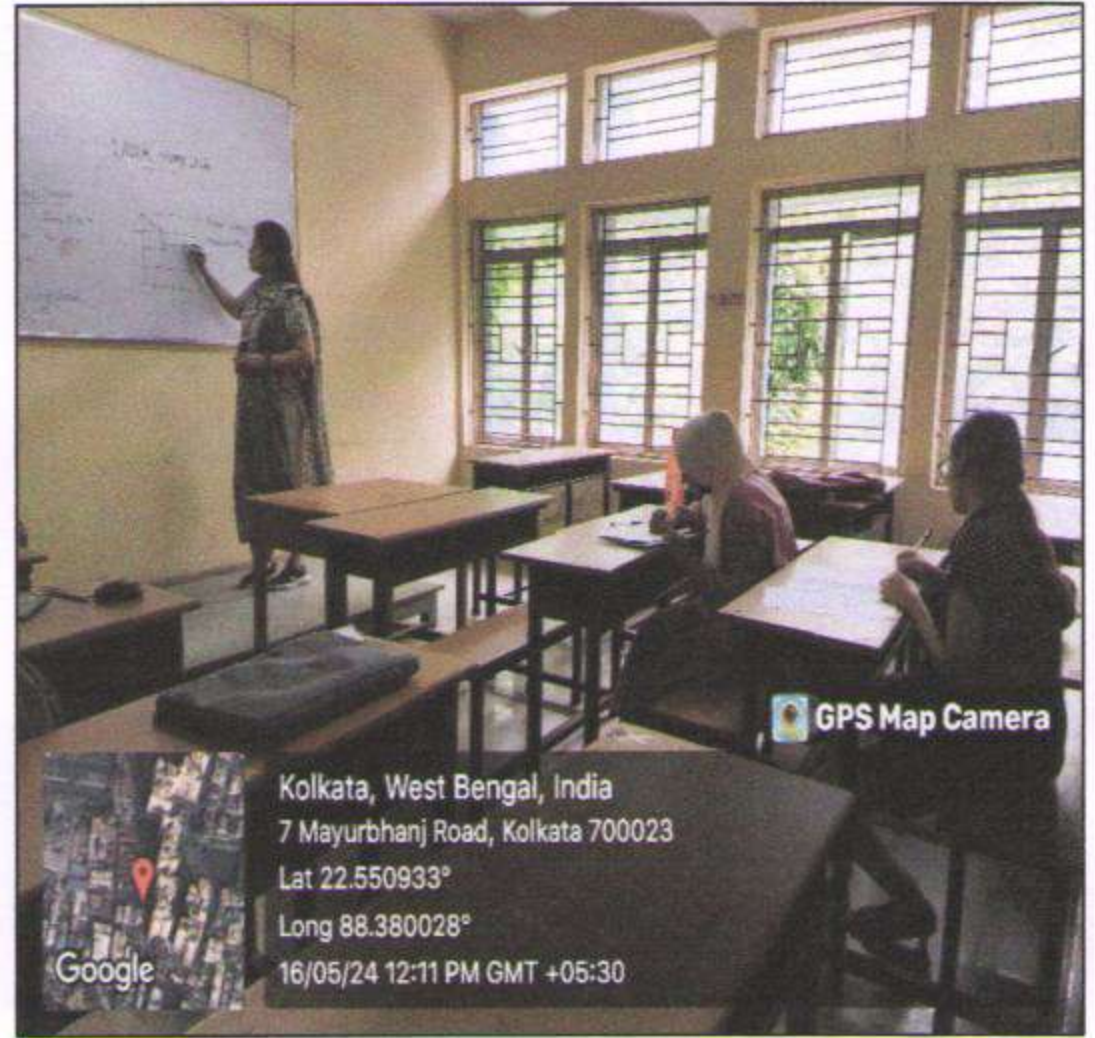 GPS Map Camera
Kolkata, West Bengal, India
7 Mayurbhanj Road, Kolkata 700023
Lat 22.550933°
Long 88.380028°
16/05/24 12:11 PM GMT +05:30
Google